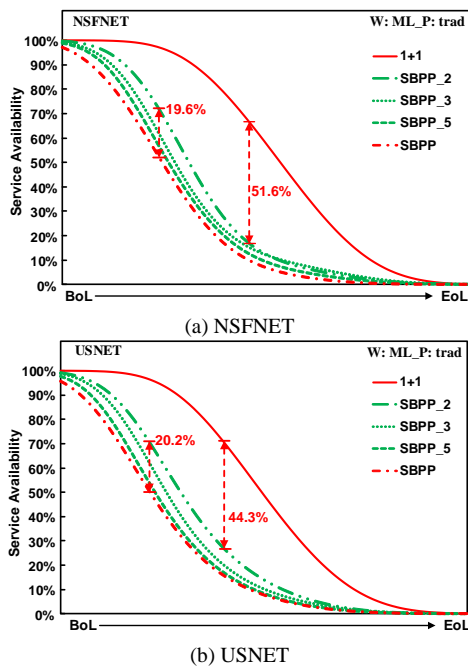 NSFNET
W: ML_P: trad
100%
90%
80%
70%
60%
50%
40%
30%
20%
10%
0%
Service Availability
1+1
SBPP_2
SBPP_3
SBPP_5
SBPP
19.6%
51.6%
BoL
EoL
(a) NSFNET
USNET
W: ML_P: trad
100%
90%
80%
70%
60%
50%
40%
30%
20%
10%
0%
Service Availability
1+1
SBPP_2
SBPP_3
SBPP_5
SBPP
20.2%
44.3%
BoL
EoL
(b) USNET